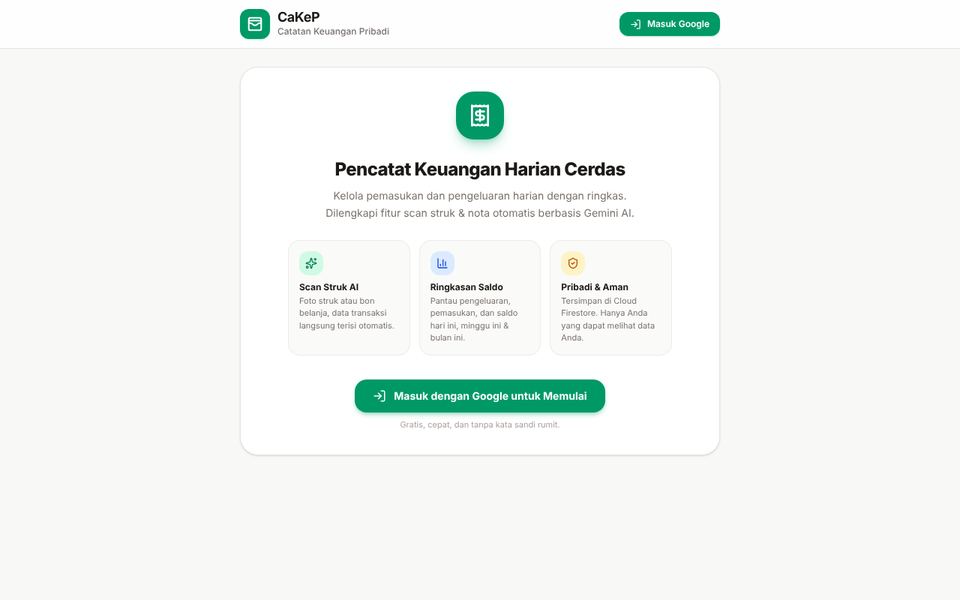 CaKeP
Catatan Keuangan Pribadi
Masuk Google
Pencatat Keuangan Harian Cerdas
Kelola pemasukan dan pengeluaran harian dengan ringkas.
Dilengkapi fitur scan struk & nota otomatis berbasis Gemini AI.
Scan Struk AI
Foto struk atau bon
belanja, data transaksi
langsung terisi otomatis.
Ringkasan Saldo
Pantau pengeluaran,
pemasukan, dan saldo
hari ini, minggu ini &
bulan ini.
Pribadi & Aman
Tersimpan di Cloud
Firestore. Hanya Anda
yang dapat melihat data
Anda.
Masuk dengan Google untuk Memulai
Gratis, cepat, dan tanpa kata sandi rumit.